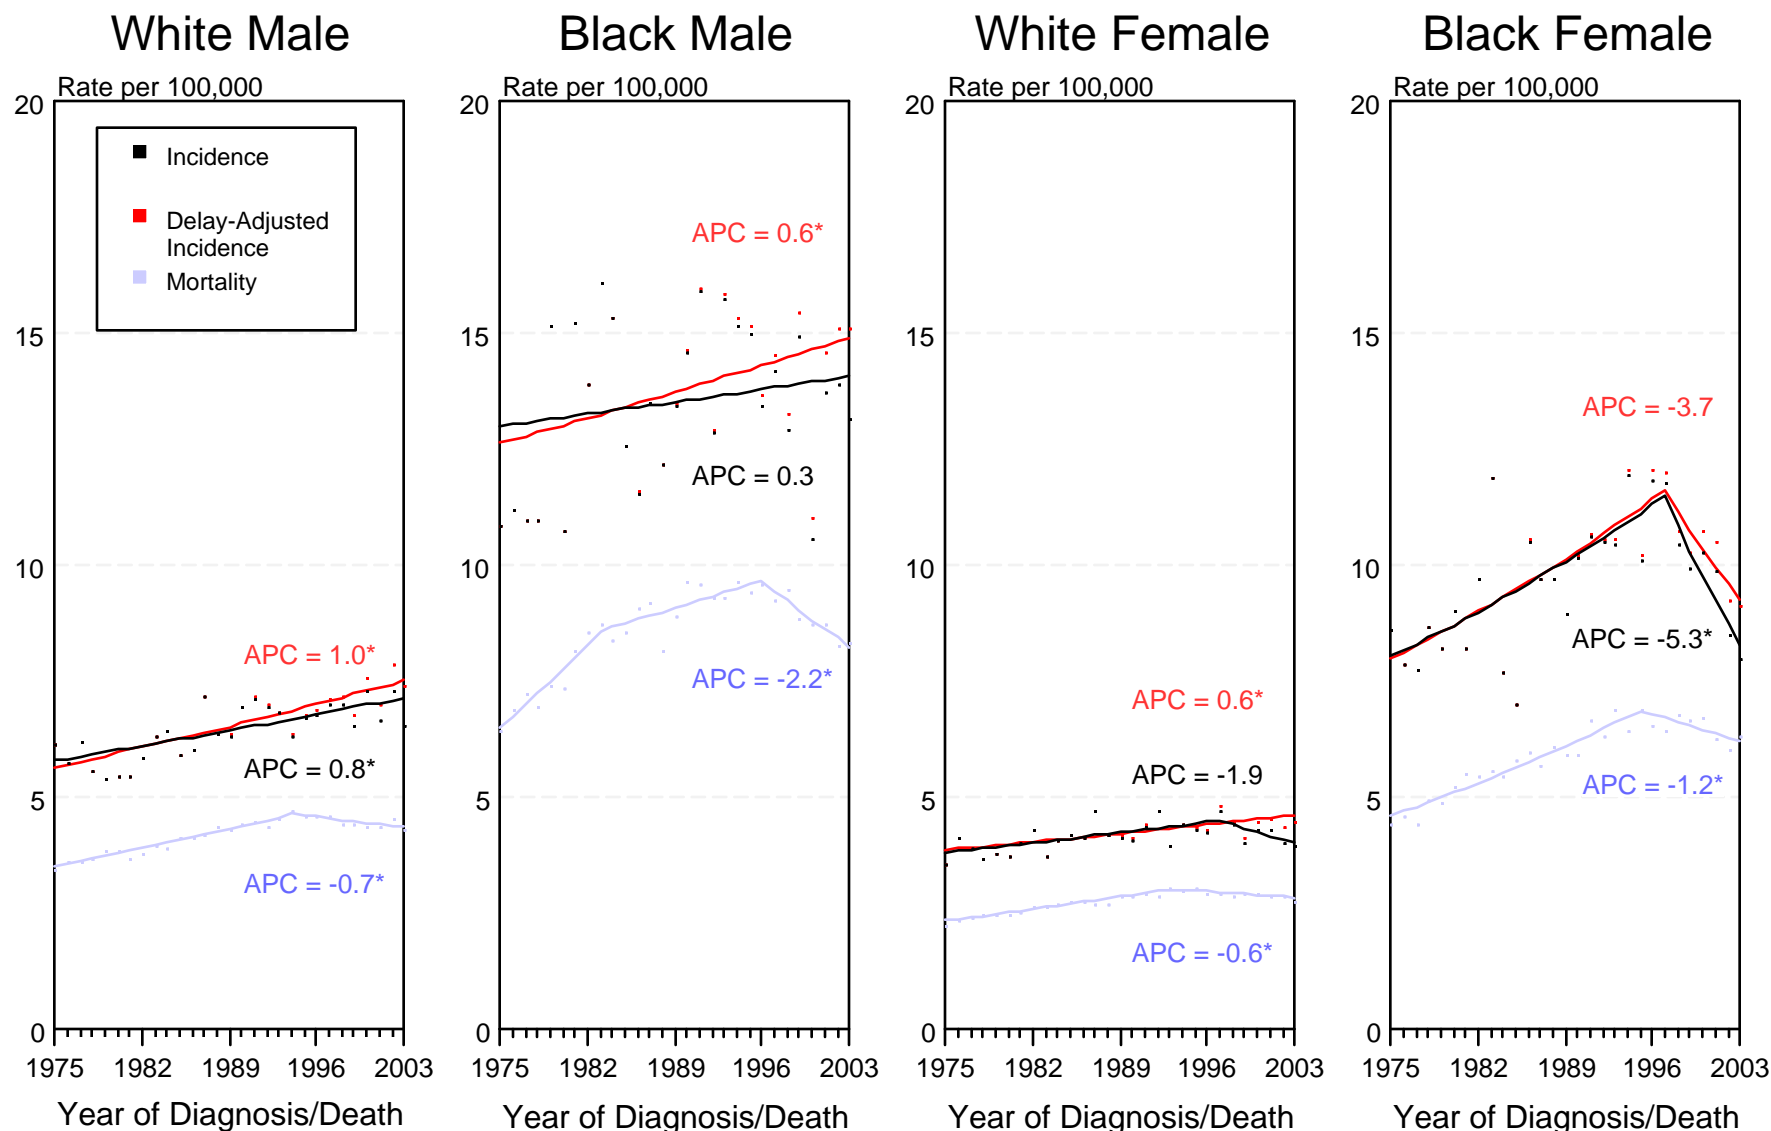 White Male
Rate per 100,000
20
15
10
5
0
Incidence
Delay-Adjusted
Incidence
Mortality
APC = 1.0*
APC = 0.8*
APC = -0.7*
1975 1982 1989 1996 2003
Year of Diagnosis/Death
Black Male
Rate per 100,000
20
15
10
5
0
APC = 0.6*
APC = 0.3
APC = -2.2*
1975 1982 1989 1996 2003
Year of Diagnosis/Death
White Female
Rate per 100,000
20
15
10
5
0
APC = 0.6*
APC = -1.9
APC = -0.6*
1975 1982 1989 1996 2003
Year of Diagnosis/Death
Black Female
Rate per 100,000
20
15
10
5
0
APC = -3.7
APC = -5.3*
APC = -1.2*
1975 1982 1989 1996 2003
Year of Diagnosis/Death